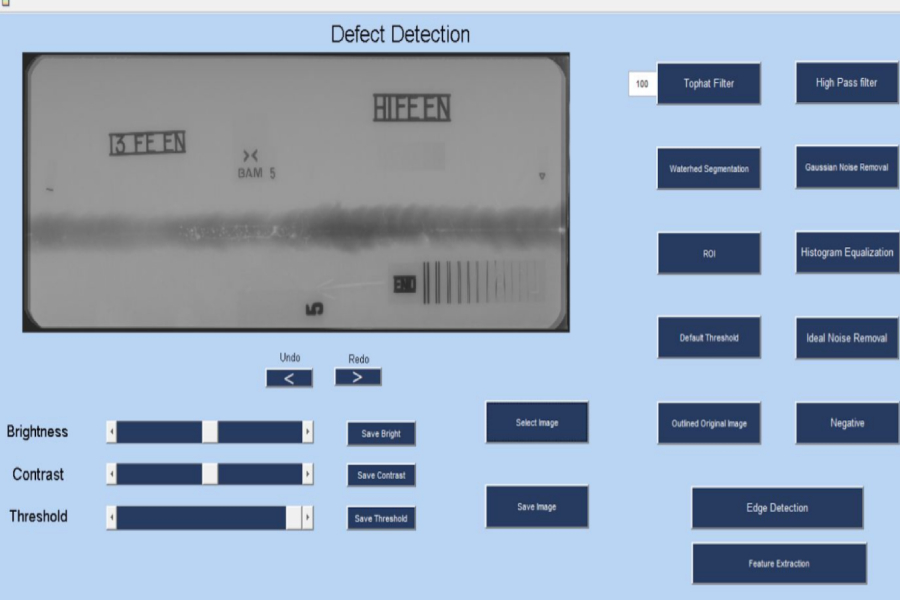 Defect Detection
13 FE EN
H1FE EN
BAM 5
5
100
Tophat Filter
High Pass filter
Waterhed Segmentation
Gaussian Noise Removal
ROI
Histogram Equalization
Default Threshold
Ideal Noise Removal
Outlined Original Image
Negative
Edge Detection
Feature Extraction
Undo
Redo
<
>
Brightness
Save Bright
Contrast
Save Contrast
Threshold
Save Threshold
Select Image
Save Image